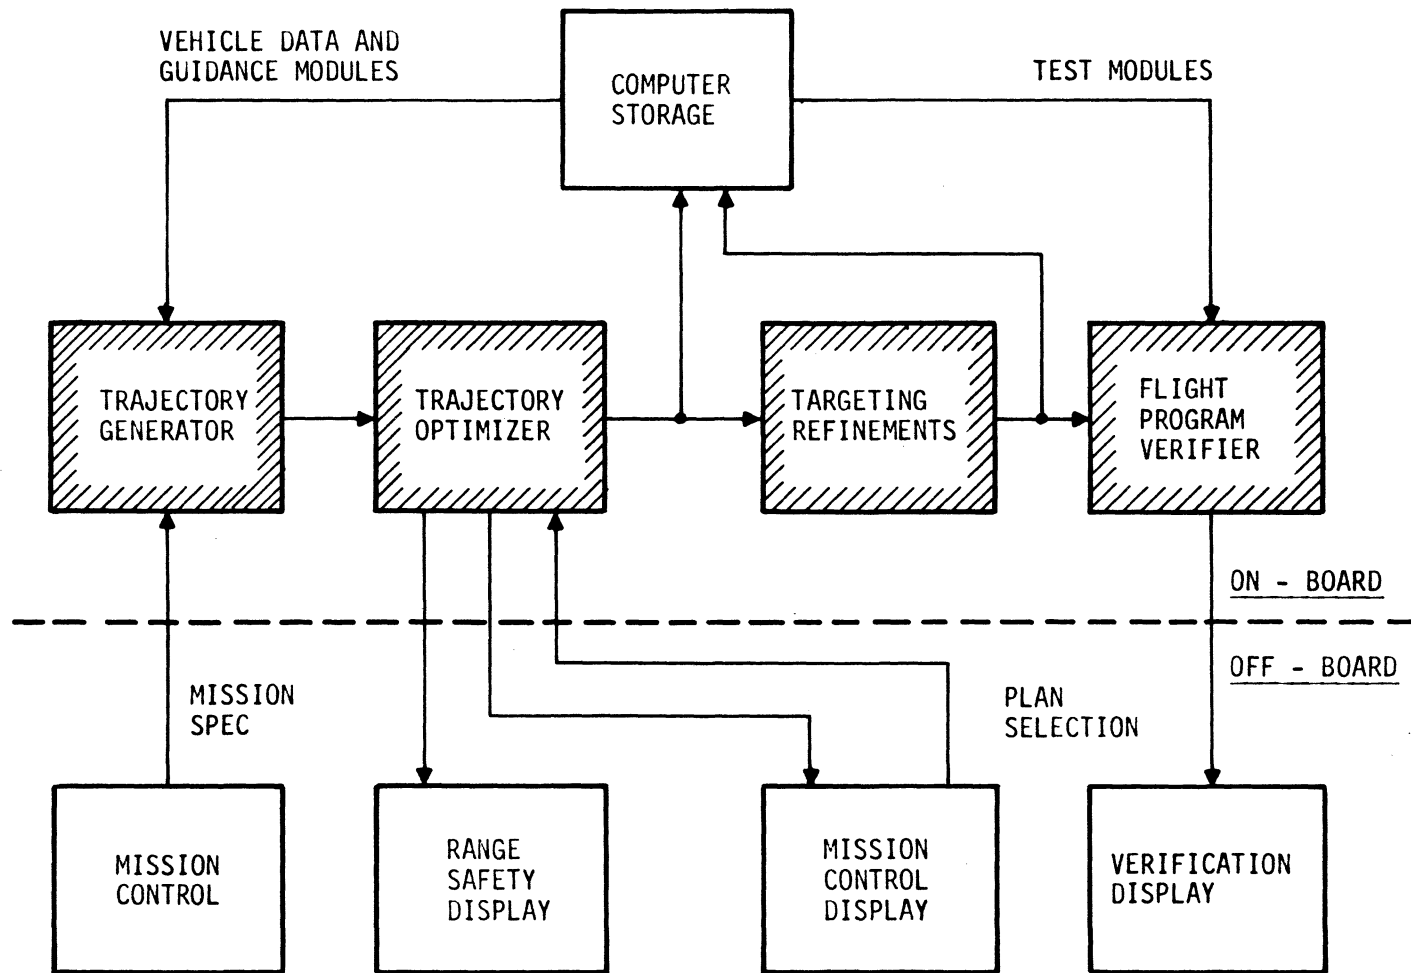 VEHICLE DATA AND
GUIDANCE MODULES
COMPUTER
STORAGE
TEST MODULES
TRAJECTORY
GENERATOR
TRAJECTORY
OPTIMIZER
TARGETING
REFINEMENTS
FLIGHT
PROGRAM
VERIFIER
ON - BOARD
OFF - BOARD
MISSION
SPEC
PLAN
SELECTION
MISSION
CONTROL
RANGE
SAFETY
DISPLAY
MISSION
CONTROL
DISPLAY
VERIFICATION
DISPLAY